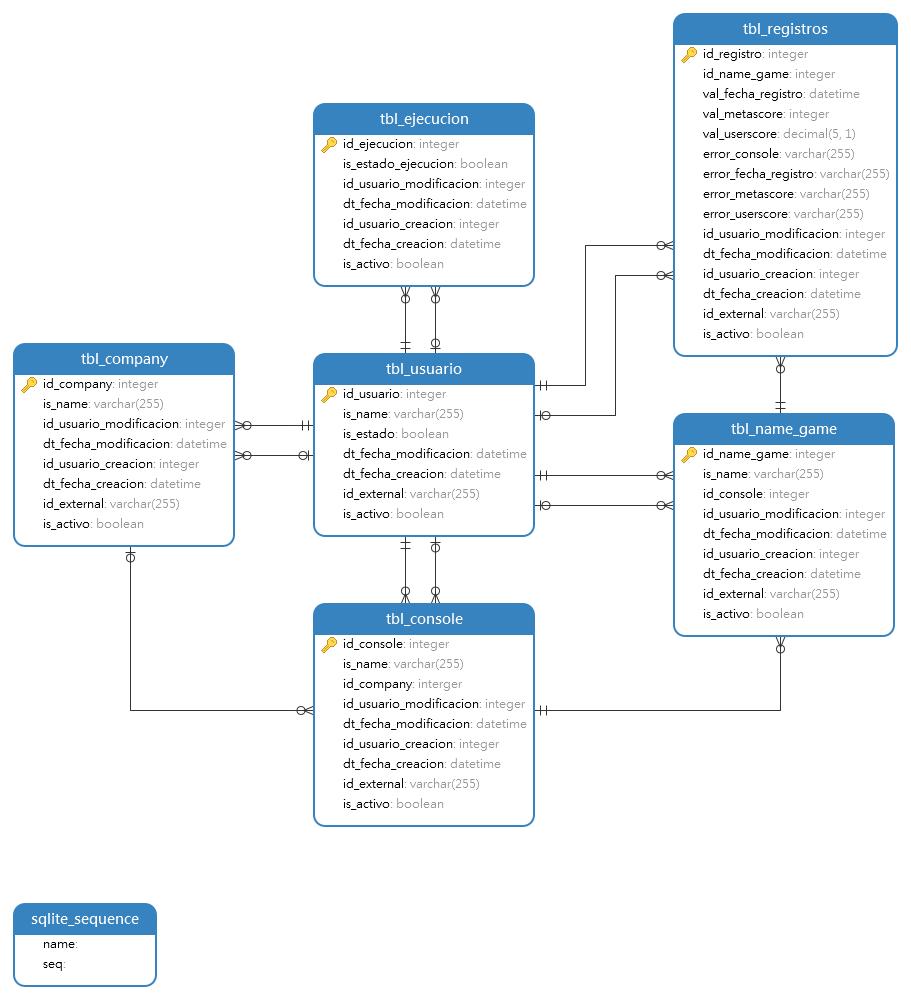 tbl_registros
id_registro: integer
id_name_game: integer
val_fecha_registro: datetime
val_metascore: integer
val_userscore: decimal(5, 1)
error_console: varchar(255)
error_fecha_registro: varchar(255)
error_metascore: varchar(255)
error_userscore: varchar(255)
id_usuario_modificacion: integer
dt_fecha_modificacion: datetime
id_usuario_creacion: integer
dt_fecha_creacion: datetime
id_external: varchar(255)
is_activo: boolean
tbl_ejecucion
id_ejecucion: integer
is_estado_ejecucion: boolean
id_usuario_modificacion: integer
dt_fecha_modificacion: datetime
id_usuario_creacion: integer
dt_fecha_creacion: datetime
is_activo: boolean
tbl_company
id_company: integer
is_name: varchar(255)
id_usuario_modificacion: integer
dt_fecha_modificacion: datetime
id_usuario_creacion: integer
dt_fecha_creacion: datetime
id_external: varchar(255)
is_activo: boolean
tbl_usuario
id_usuario: integer
is_name: varchar(255)
is_estado: boolean
dt_fecha_modificacion: datetime
dt_fecha_creacion: datetime
id_external: varchar(255)
is_activo: boolean
tbl_name_game
id_name_game: integer
is_name: varchar(255)
id_console: integer
id_usuario_modificacion: integer
dt_fecha_modificacion: datetime
id_usuario_creacion: integer
dt_fecha_creacion: datetime
id_external: varchar(255)
is_activo: boolean
tbl_console
id_console: integer
is_name: varchar(255)
id_company: interger
id_usuario_modificacion: integer
dt_fecha_modificacion: datetime
id_usuario_creacion: integer
dt_fecha_creacion: datetime
id_external: varchar(255)
is_activo: boolean
sqlite_sequence
name:
seq: